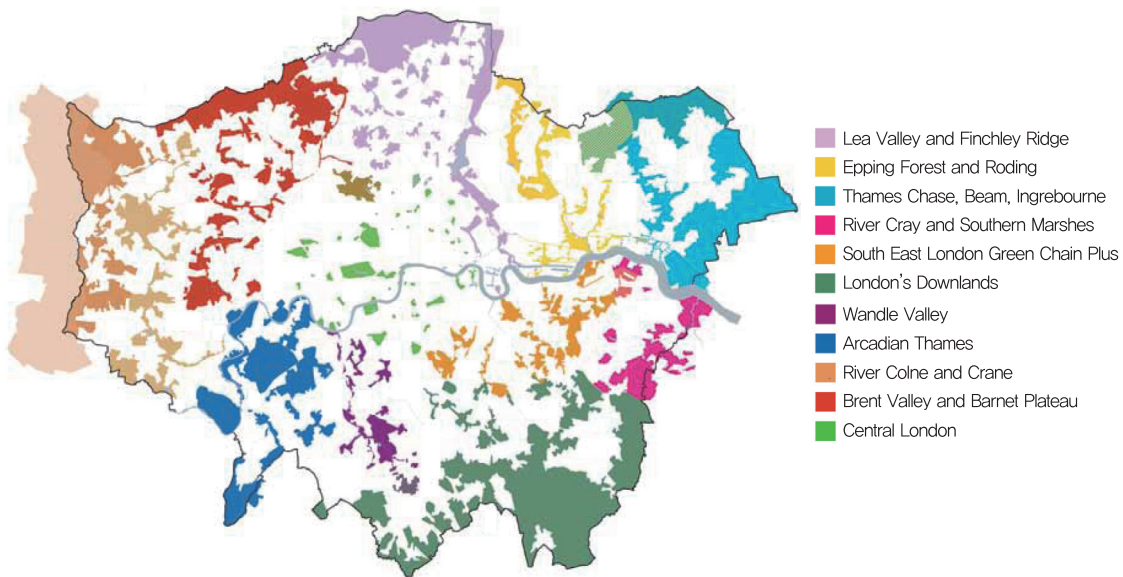 Lea Valley and Finchley Ridge
Epping Forest and Roding
Thames Chase, Beam, Ingrebourne
River Cray and Southern Marshes
South East London Green Chain Plus
London's Downlands
Wandle Valley
Arcadian Thames
River Colne and Crane
Brent Valley and Barnet Plateau
Central London